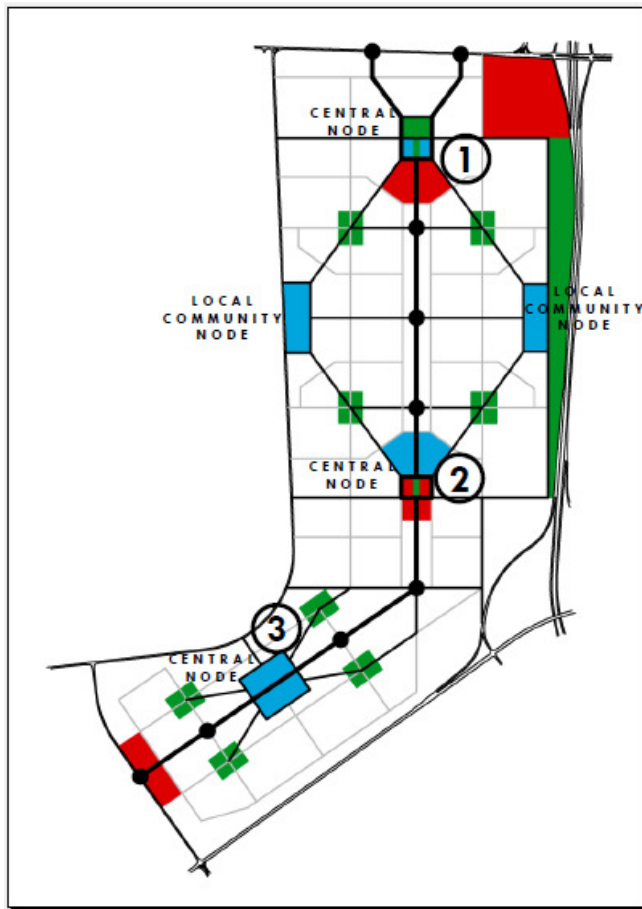 CENTRAL
NODE
1
LOCAL
COMMUNITY
NODE
LOCAL
COMMUNITY
NODE
CENTRAL
NODE
2
3
CENTRAL
NODE